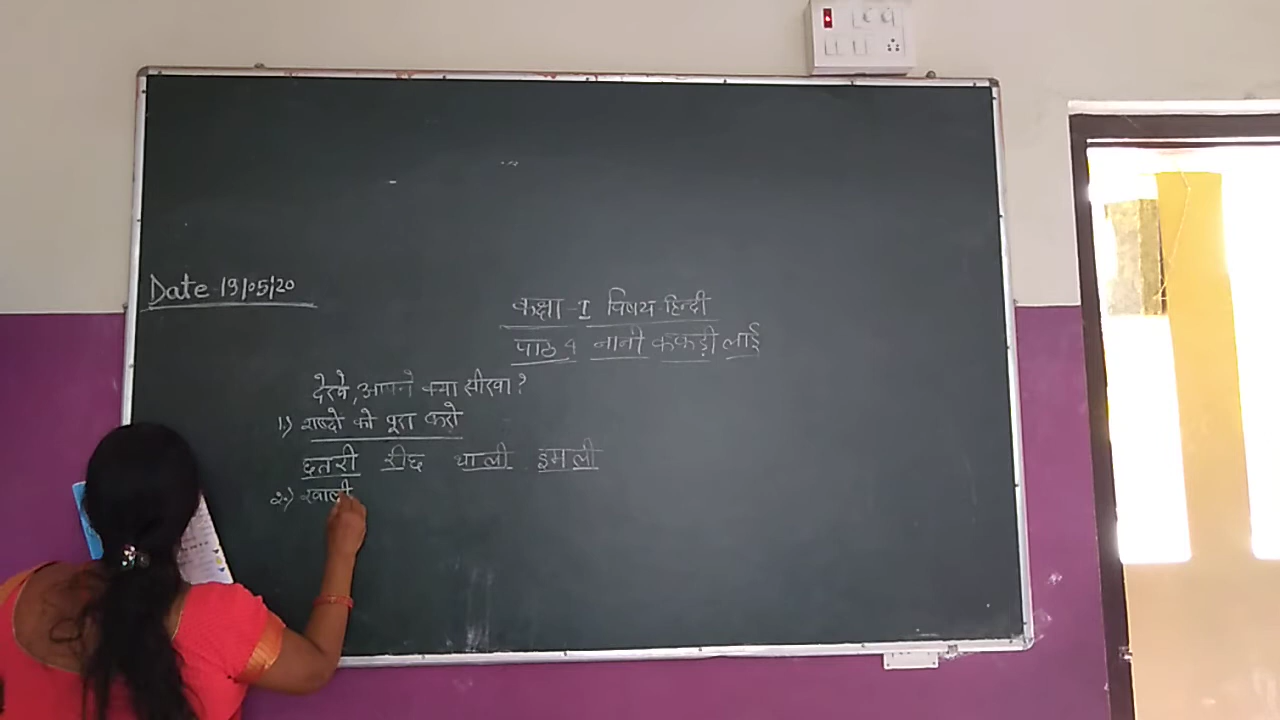 Date 19/05/20
कक्षा - I विषय-हिन्दी
पाठ 4 नानी ककड़ी लाई
देखे, आपने क्या सीखा?
1.) शब्दो को पूरा करो
छतरी रीछ थाली इमली
2.) खाली